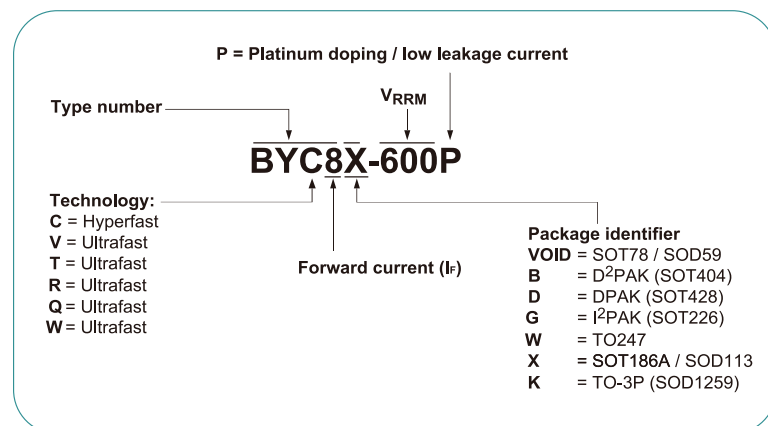 P = Platinum doping / low leakage current
Type number
VRRM
BYC8X-600P
Technology:
C = Hyperfast
V = Ultrafast
T = Ultrafast
R = Ultrafast
Q = Ultrafast
W = Ultrafast
Forward current (IF)
Package identifier
VOID = SOT78 / SOD59
B = D2PAK (SOT404)
D = DPAK (SOT428)
G = I2PAK (SOT226)
W = TO247
X = SOT186A / SOD113
K = TO-3P (SOD1259)